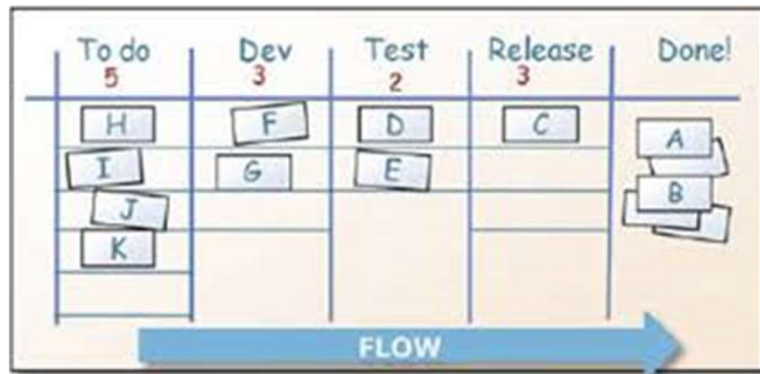 To do Dev Test Release Done!
5 3 2 3
H F D C A
I G E
J B
K
FLOW